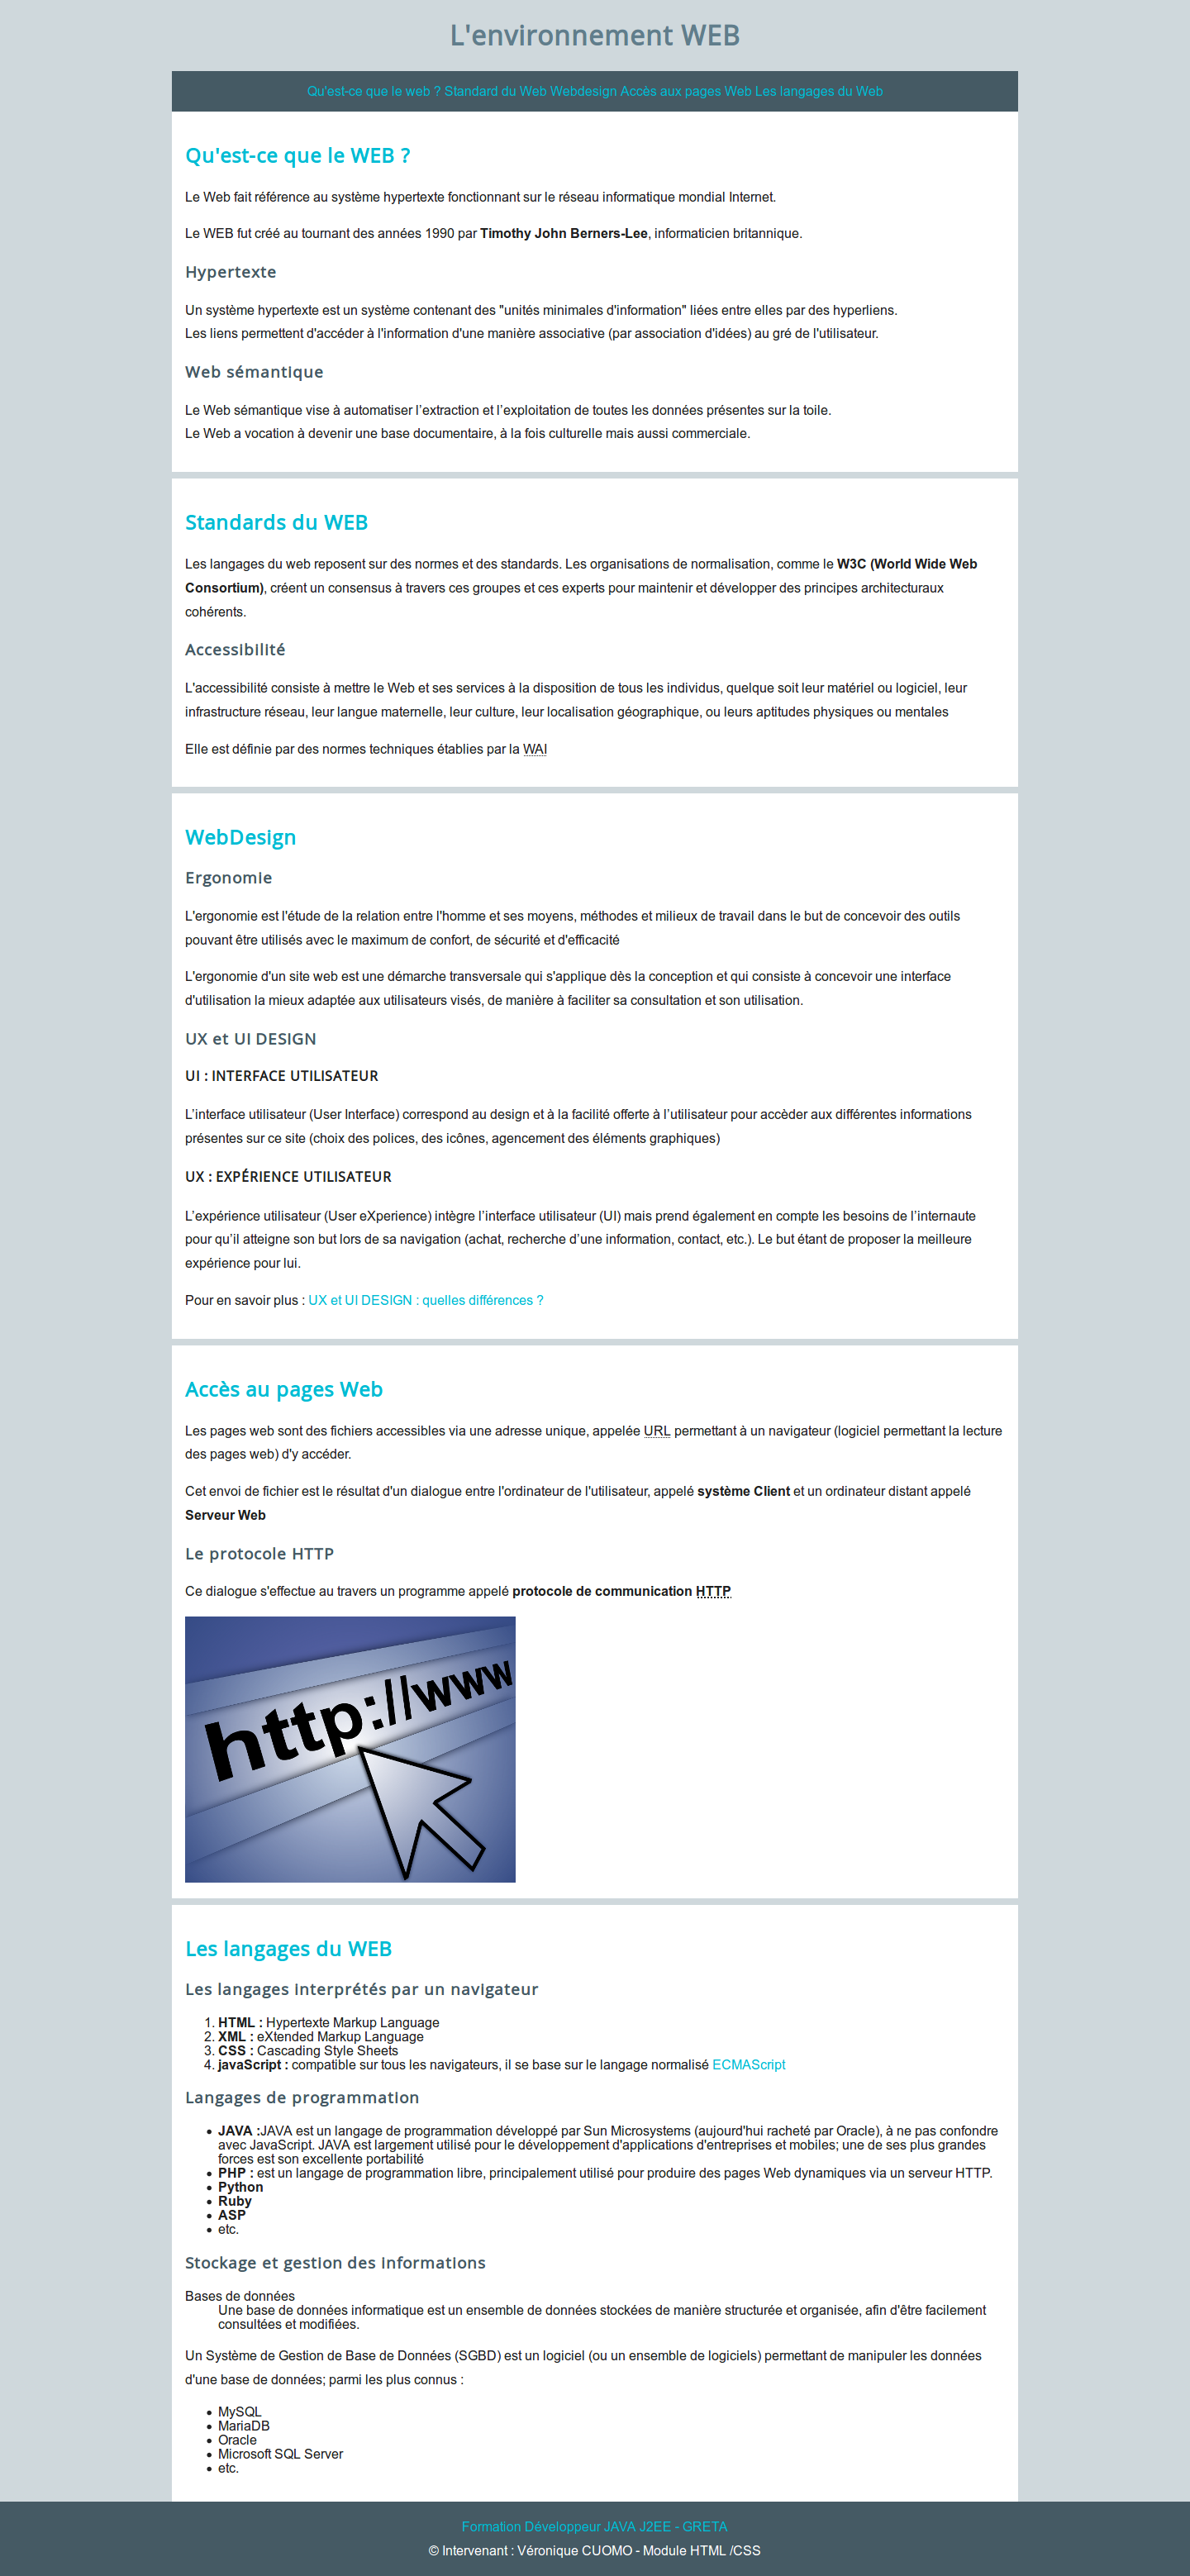 L'environnement WEB
Qu'est-ce que le web ? Standard du Web Webdesign Accès aux pages Web Les langages du Web
Qu'est-ce que le WEB ?
Le Web fait référence au système hypertexte fonctionnant sur le réseau informatique mondial Internet.
Le WEB fut créé au tournant des années 1990 par Timothy John Berners-Lee, informaticien britannique.
Hypertexte
Un système hypertexte est un système contenant des "unités minimales d'information" liées entre elles par des hyperliens.
Les liens permettent d'accéder à l'information d'une manière associative (par association d'idées) au gré de l'utilisateur.
Web sémantique
Le Web sémantique vise à automatiser l’extraction et l’exploitation de toutes les données présentes sur la toile.
Le Web a vocation à devenir une base documentaire, à la fois culturelle mais aussi commerciale.
Standards du WEB
Les langages du web reposent sur des normes et des standards. Les organisations de normalisation, comme le W3C (World Wide Web
Consortium), créent un consensus à travers ces groupes et ces experts pour maintenir et développer des principes architecturaux
cohérents.
Accessibilité
L'accessibilité consiste à mettre le Web et ses services à la disposition de tous les individus, quelque soit leur matériel ou logiciel, leur
infrastructure réseau, leur langue maternelle, leur culture, leur localisation géographique, ou leurs aptitudes physiques ou mentales
Elle est définie par des normes techniques établies par la WAI
WebDesign
Ergonomie
L'ergonomie est l'étude de la relation entre l'homme et ses moyens, méthodes et milieux de travail dans le but de concevoir des outils
pouvant être utilisés avec le maximum de confort, de sécurité et d'efficacité
L'ergonomie d'un site web est une démarche transversale qui s'applique dès la conception et qui consiste à concevoir une interface
d'utilisation la mieux adaptée aux utilisateurs visés, de manière à faciliter sa consultation et son utilisation.
UX et UI DESIGN
UI : INTERFACE UTILISATEUR
L’interface utilisateur (User Interface) correspond au design et à la facilité offerte à l’utilisateur pour accèder aux différentes informations
présentes sur ce site (choix des polices, des icônes, agencement des éléments graphiques)
UX : EXPÉRIENCE UTILISATEUR
L’expérience utilisateur (User eXperience) intègre l’interface utilisateur (UI) mais prend également en compte les besoins de l’internaute
pour qu’il atteigne son but lors de sa navigation (achat, recherche d’une information, contact, etc.). Le but étant de proposer la meilleure
expérience pour lui.
Pour en savoir plus : UX et UI DESIGN : quelles différences ?
Accès au pages Web
Les pages web sont des fichiers accessibles via une adresse unique, appelée URL permettant à un navigateur (logiciel permettant la lecture
des pages web) d'y accéder.
Cet envoi de fichier est le résultat d'un dialogue entre l'ordinateur de l'utilisateur, appelé système Client et un ordinateur distant appelé
Serveur Web
Le protocole HTTP
Ce dialogue s'effectue au travers un programme appelé protocole de communication HTTP
http://www
Les langages du WEB
Les langages interprétés par un navigateur
1. HTML : Hypertexte Markup Language
2. XML : eXtended Markup Language
3. CSS : Cascading Style Sheets
4. javaScript : compatible sur tous les navigateurs, il se base sur le langage normalisé ECMAScript
Langages de programmation
• JAVA :JAVA est un langage de programmation développé par Sun Microsystems (aujourd'hui racheté par Oracle), à ne pas confondre
avec JavaScript. JAVA est largement utilisé pour le développement d'applications d'entreprises et mobiles; une de ses plus grandes
forces est son excellente portabilité
• PHP : est un langage de programmation libre, principalement utilisé pour produire des pages Web dynamiques via un serveur HTTP.
• Python
• Ruby
• ASP
• etc.
Stockage et gestion des informations
Bases de données
Une base de données informatique est un ensemble de données stockées de manière structurée et organisée, afin d'être facilement
consultées et modifiées.
Un Système de Gestion de Base de Données (SGBD) est un logiciel (ou un ensemble de logiciels) permettant de manipuler les données
d'une base de données; parmi les plus connus :
• MySQL
• MariaDB
• Oracle
• Microsoft SQL Server
• etc.
Formation Développeur JAVA J2EE - GRETA
© Intervenant : Véronique CUOMO - Module HTML /CSS